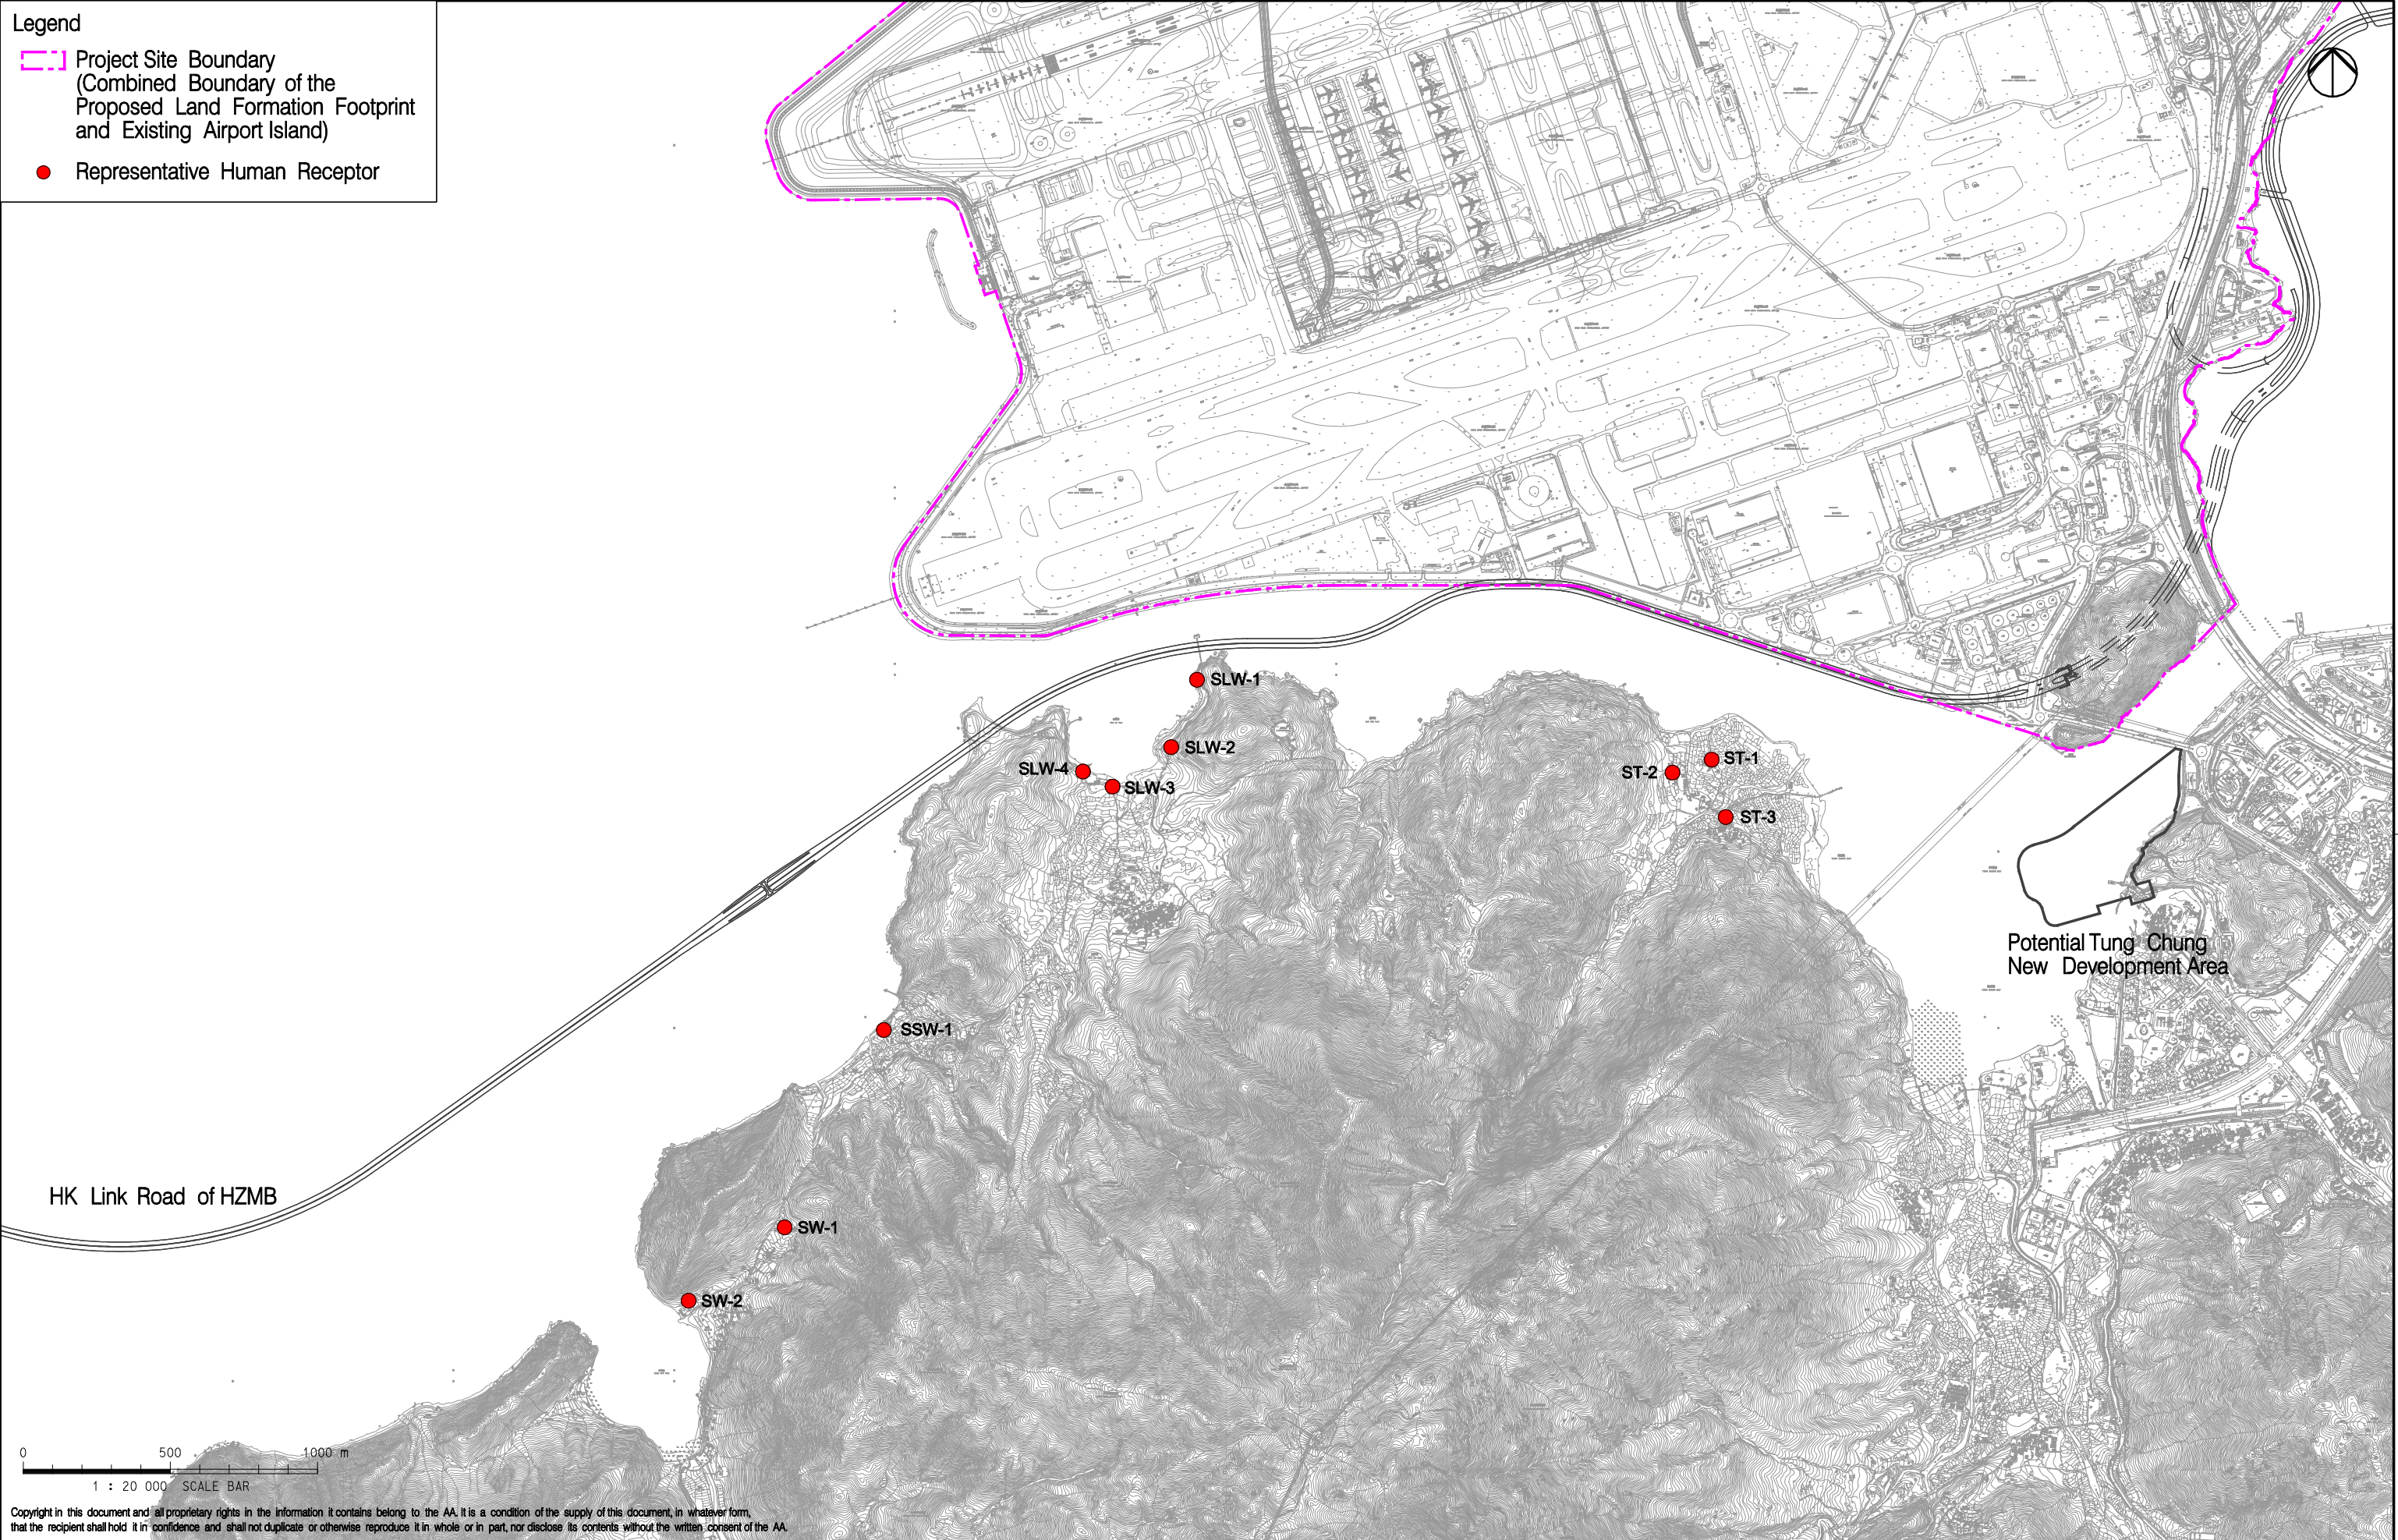 Legend
Project Site Boundary
(Combined Boundary of the
Proposed Land Formation Footprint
and Existing Airport Island)
Representative Human Receptor
SLW-1
SLW-2
SLW-4
SLW-3
ST-1
ST-2
ST-3
Potential Tung Chung
New Development Area
SSW-1
HK Link Road of HZMB
SW-1
SW-2
0 500 1000 m
1 : 20 000 SCALE BAR
Copyright in this document and all proprietary rights in the information it contains belong to the AA. It is a condition of the supply of this document, in whatever form,
that the recipient shall hold it in confidence and shall not duplicate or otherwise reproduce it in whole or in part, nor disclose its contents without the written consent of the AA.